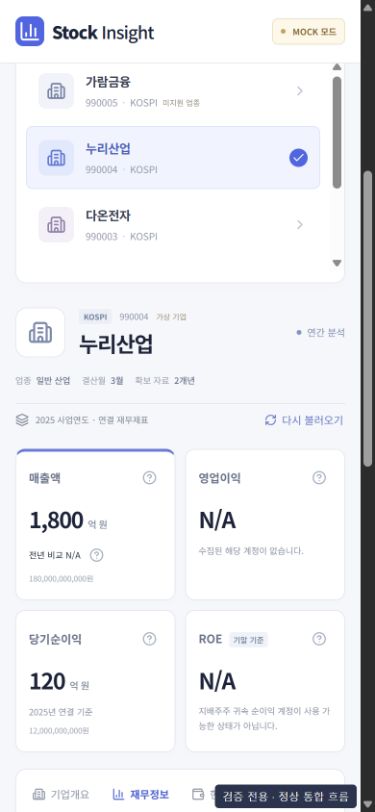 Stock Insight
MOCK 모드
가람금융
990005 · KOSPI 미지원 업종
누리산업
990004 · KOSPI
다온전자
990003 · KOSPI
KOSPI 990004 가상 기업
누리산업
연간 분석
업종 일반 산업 결산월 3월 확보 자료 2개년
2025 사업연도 · 연결 재무제표
다시 불러오기
매출액
1,800 억 원
전년 비교 N/A
180,000,000,000원
영업이익
N/A
수집된 해당 계정이 없습니다.
당기순이익
120 억 원
2025년 연결 기준
12,000,000,000원
ROE 기말 기준
N/A
지배주주 귀속 순이익 계정이 사용 가
능한 상태가 아닙니다.
기업개요 재무정보
검증 전용 · 정상 통합 흐름